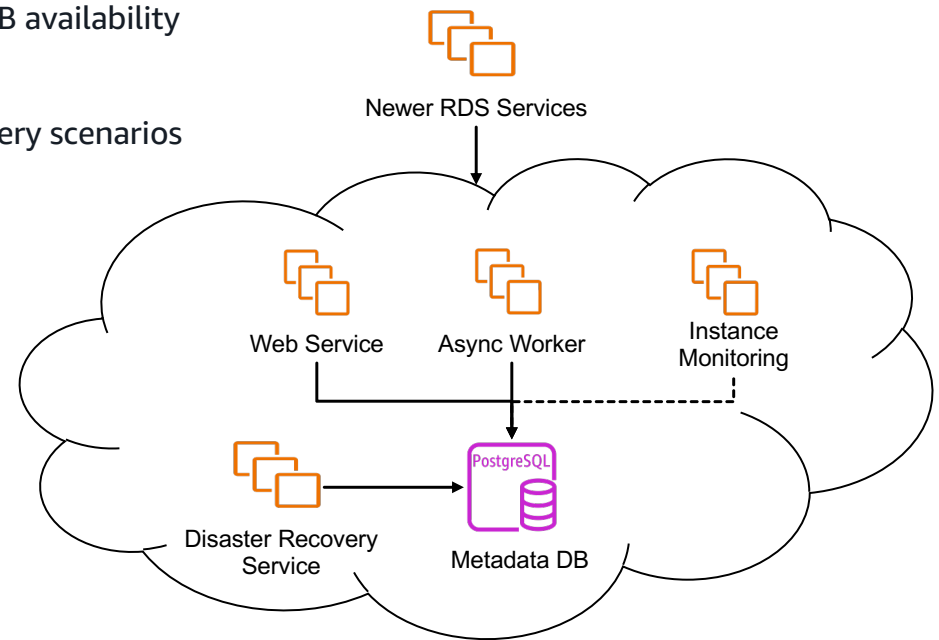 B availability
ery scenarios
Newer RDS Services
Web Service
Async Worker
Instance
Monitoring
PostgreSQL
Disaster Recovery
Service
Metadata DB